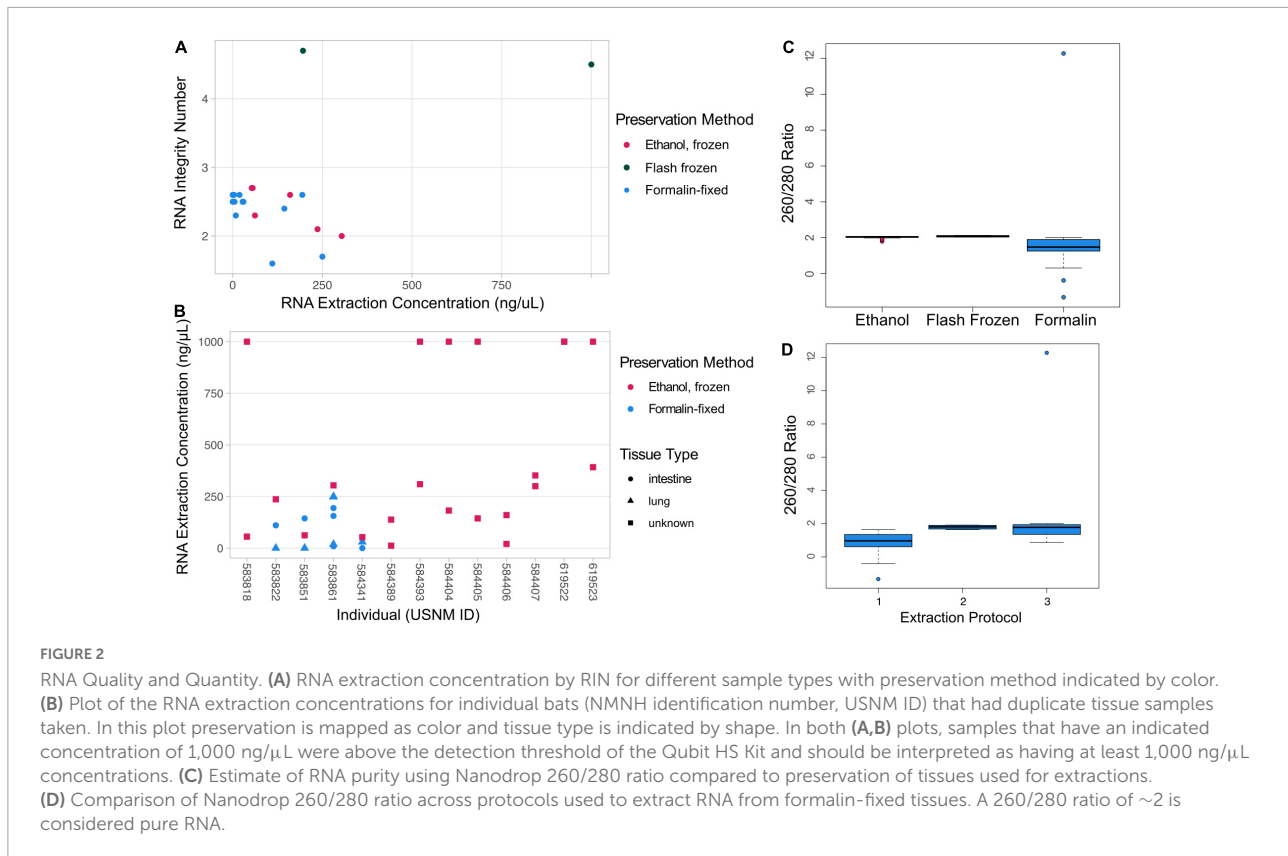 A
RNA Integrity Number
4
3
2
0
250
500
750
RNA Extraction Concentration (ng/uL)
Preservation Method
Ethanol, frozen
Flash frozen
Formalin-fixed
B
RNA Extraction Concentration (ng/µL)
1000
750
500
250
0
583818
583822
583851
583861
584341
584389
584393
584404
584405
584406
584407
619522
619523
Individual (USNM ID)
Preservation Method
Ethanol, frozen
Formalin-fixed
Tissue Type
intestine
lung
unknown
C
260/280 Ratio
12
10
8
6
4
2
0
Ethanol
Flash Frozen
Formalin
D
260/280 Ratio
12
10
8
6
4
2
0
1
2
3
Extraction Protocol
FIGURE 2
RNA Quality and Quantity. (A) RNA extraction concentration by RIN for different sample types with preservation method indicated by color.
(B) Plot of the RNA extraction concentrations for individual bats (NMNH identification number, USNM ID) that had duplicate tissue samples
taken. In this plot preservation is mapped as color and tissue type is indicated by shape. In both (A,B) plots, samples that have an indicated
concentration of 1,000 ng/µL were above the detection threshold of the Qubit HS Kit and should be interpreted as having at least 1,000 ng/µL
concentrations. (C) Estimate of RNA purity using Nanodrop 260/280 ratio compared to preservation of tissues used for extractions.
(D) Comparison of Nanodrop 260/280 ratio across protocols used to extract RNA from formalin-fixed tissues. A 260/280 ratio of ~2 is
considered pure RNA.